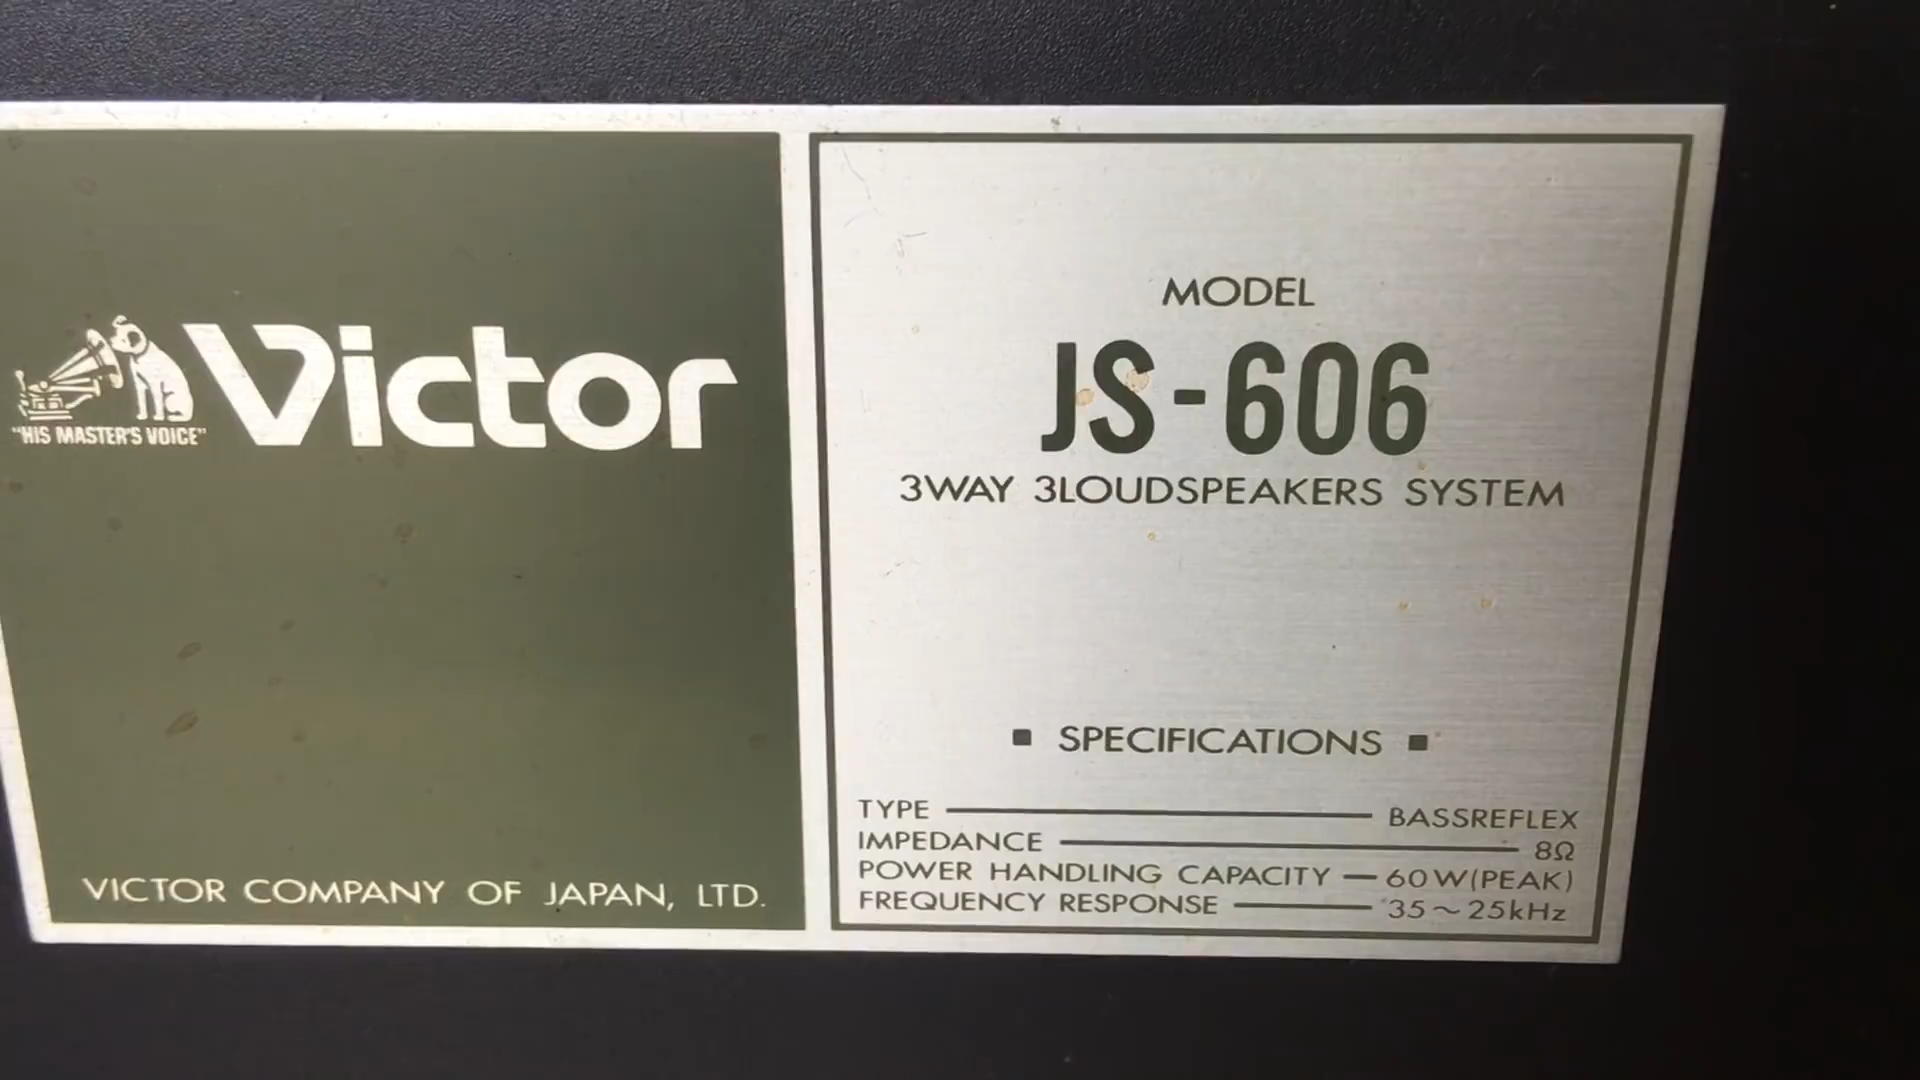 "HIS MASTER'S VOICE"
Victor
VICTOR COMPANY OF JAPAN, LTD.
MODEL
JS-606
3WAY 3LOUDSPEAKERS SYSTEM
■ SPECIFICATIONS ■
TYPE BASSREFLEX
IMPEDANCE 8Ω
POWER HANDLING CAPACITY 60W(PEAK)
FREQUENCY RESPONSE 35~25kHz